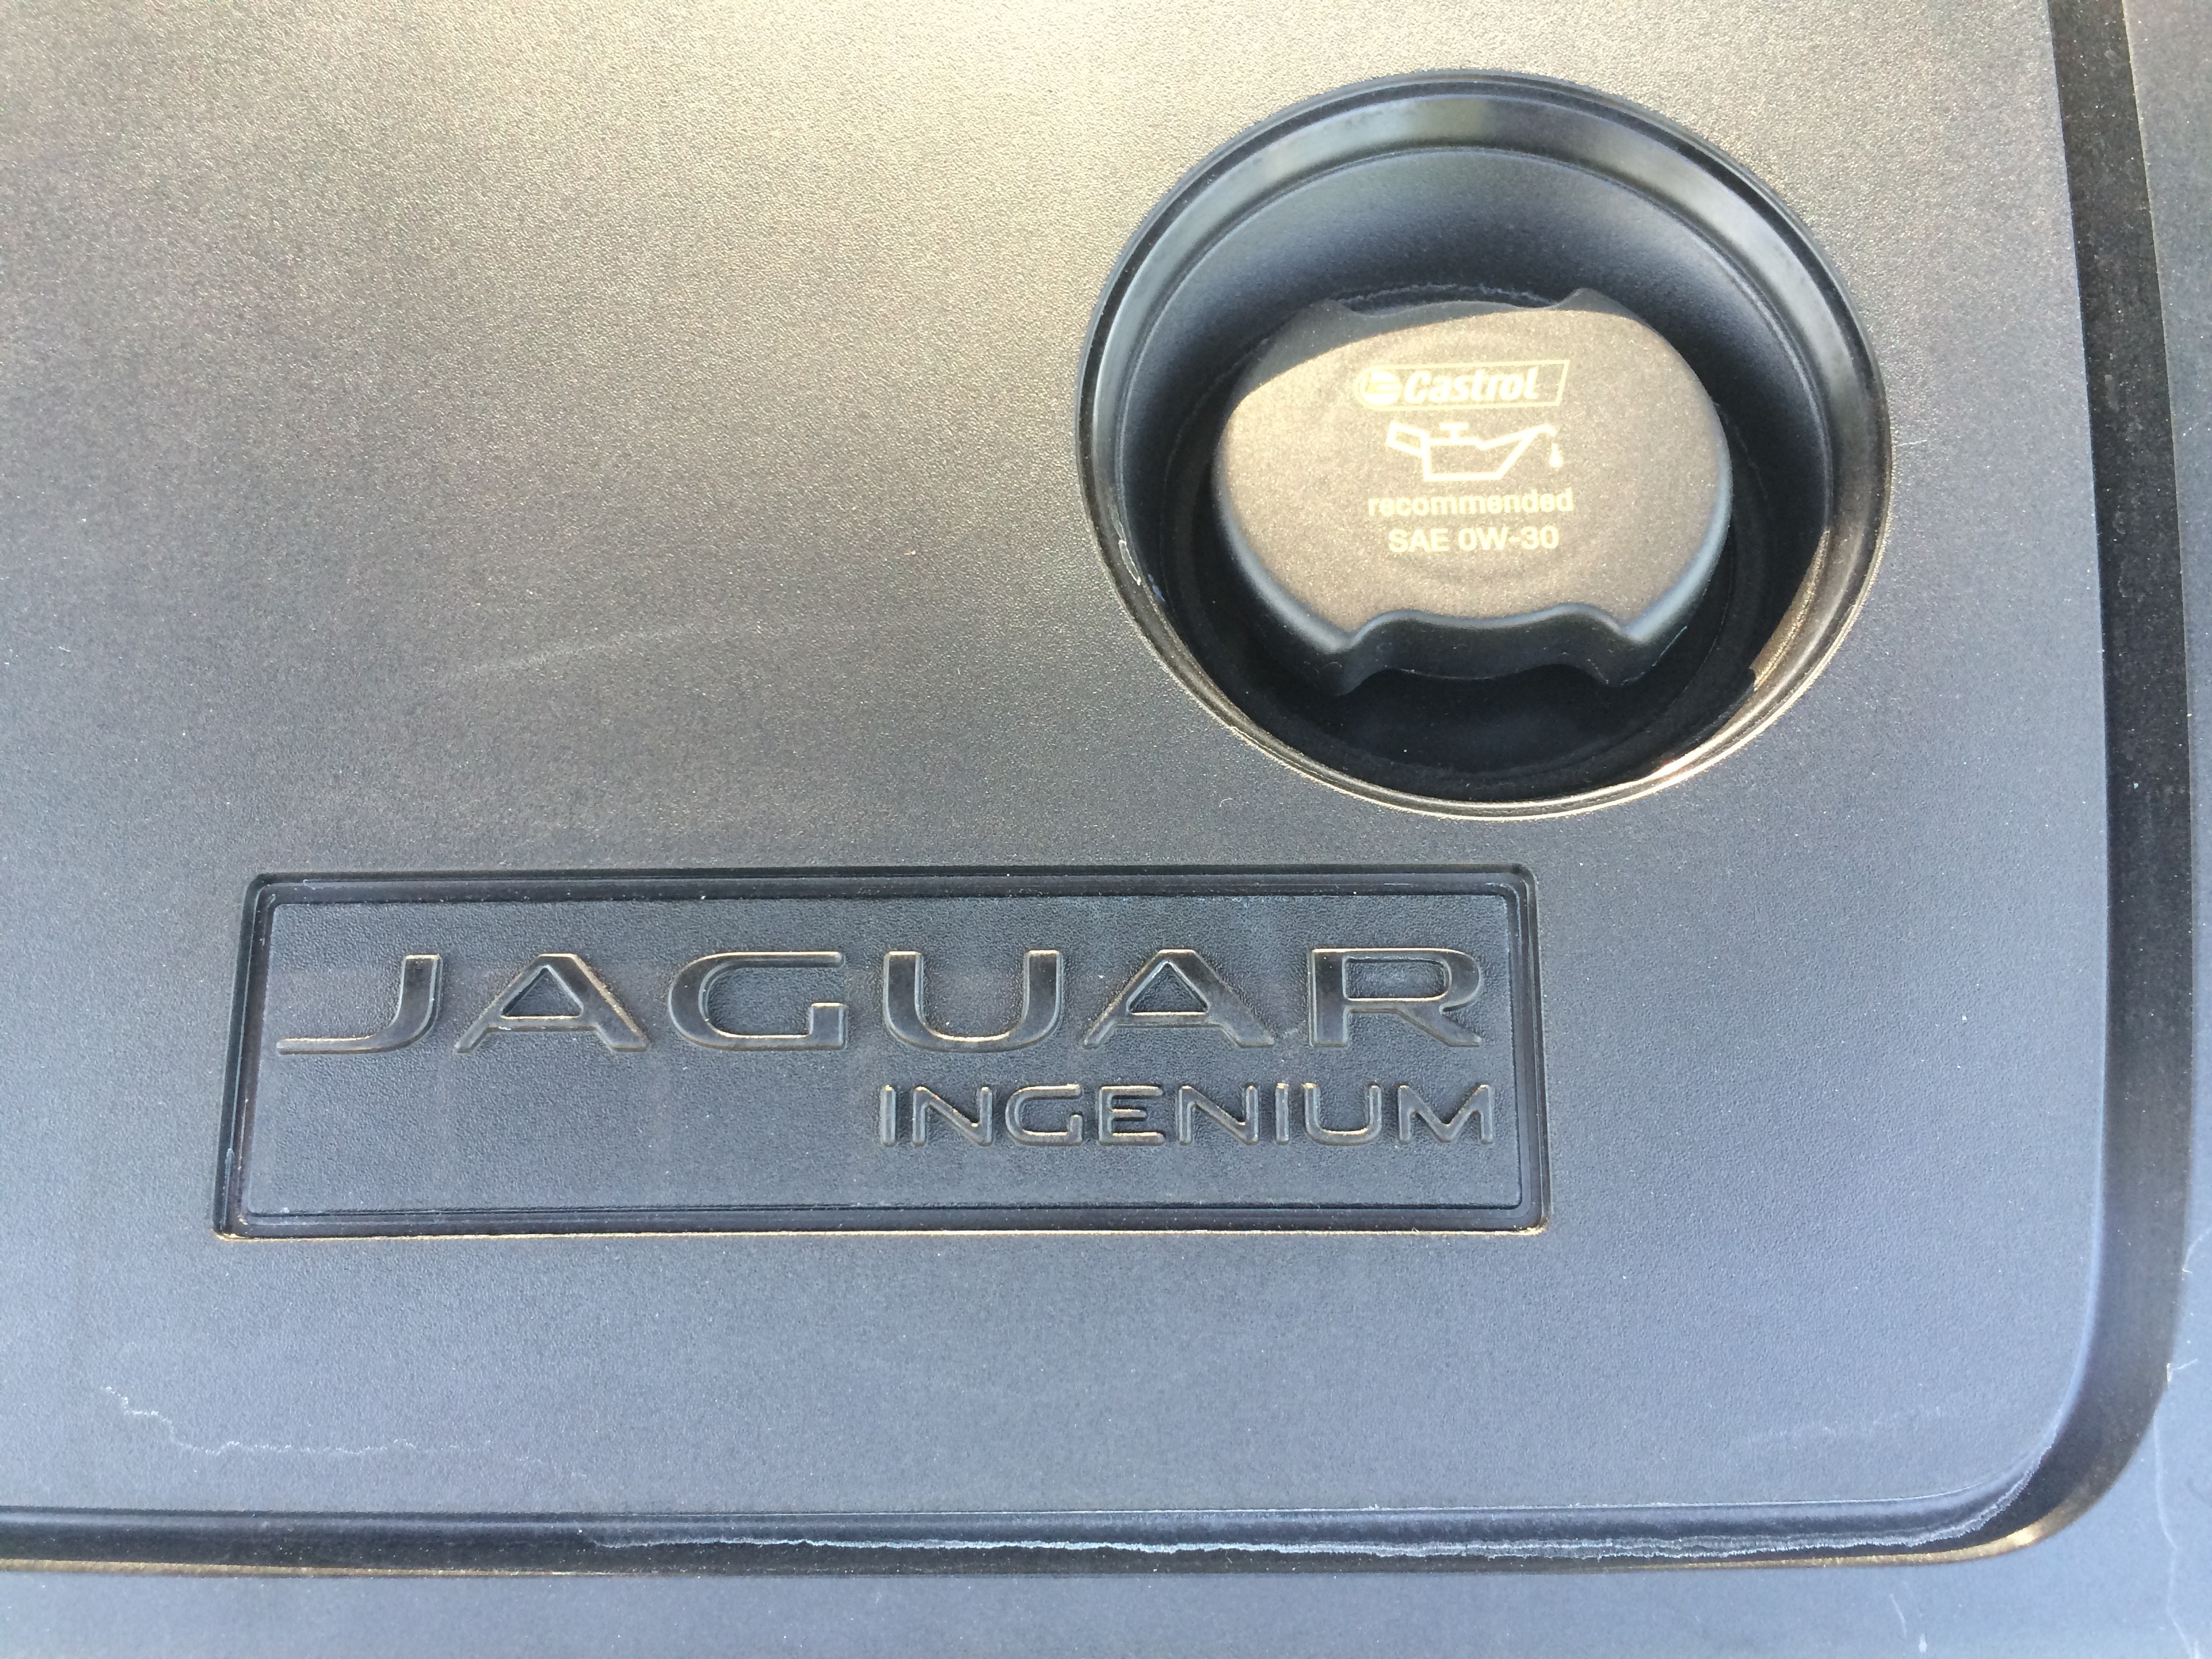 Castrol
recommended
SAE 0W-30
JAGUAR
INGENIUM